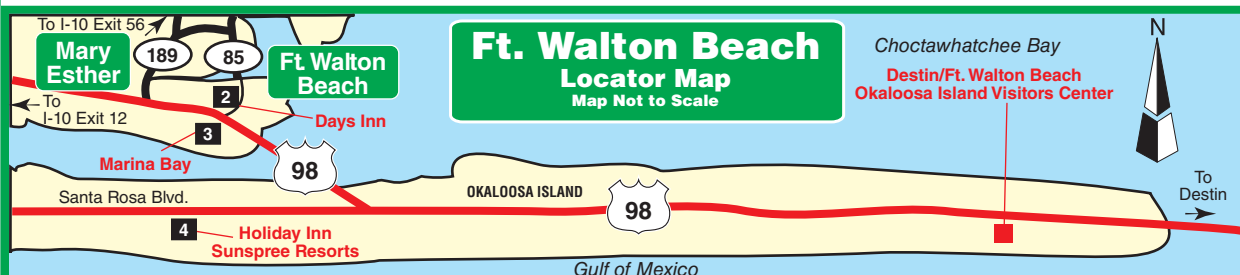 To I-10 Exit 56
Mary
Esther
189
85
Ft. Walton
Beach
Ft. Walton Beach
Locator Map
Map Not to Scale
Choctawhatchee Bay
N
Destin/Ft. Walton Beach
Okaloosa Island Visitors Center
To
I-10 Exit 12
2
Days Inn
3
Marina Bay
98
Santa Rosa Blvd.
OKALOOSA ISLAND
98
To
Destin
4
Holiday Inn
Sunspree Resorts
Gulf of Mexico